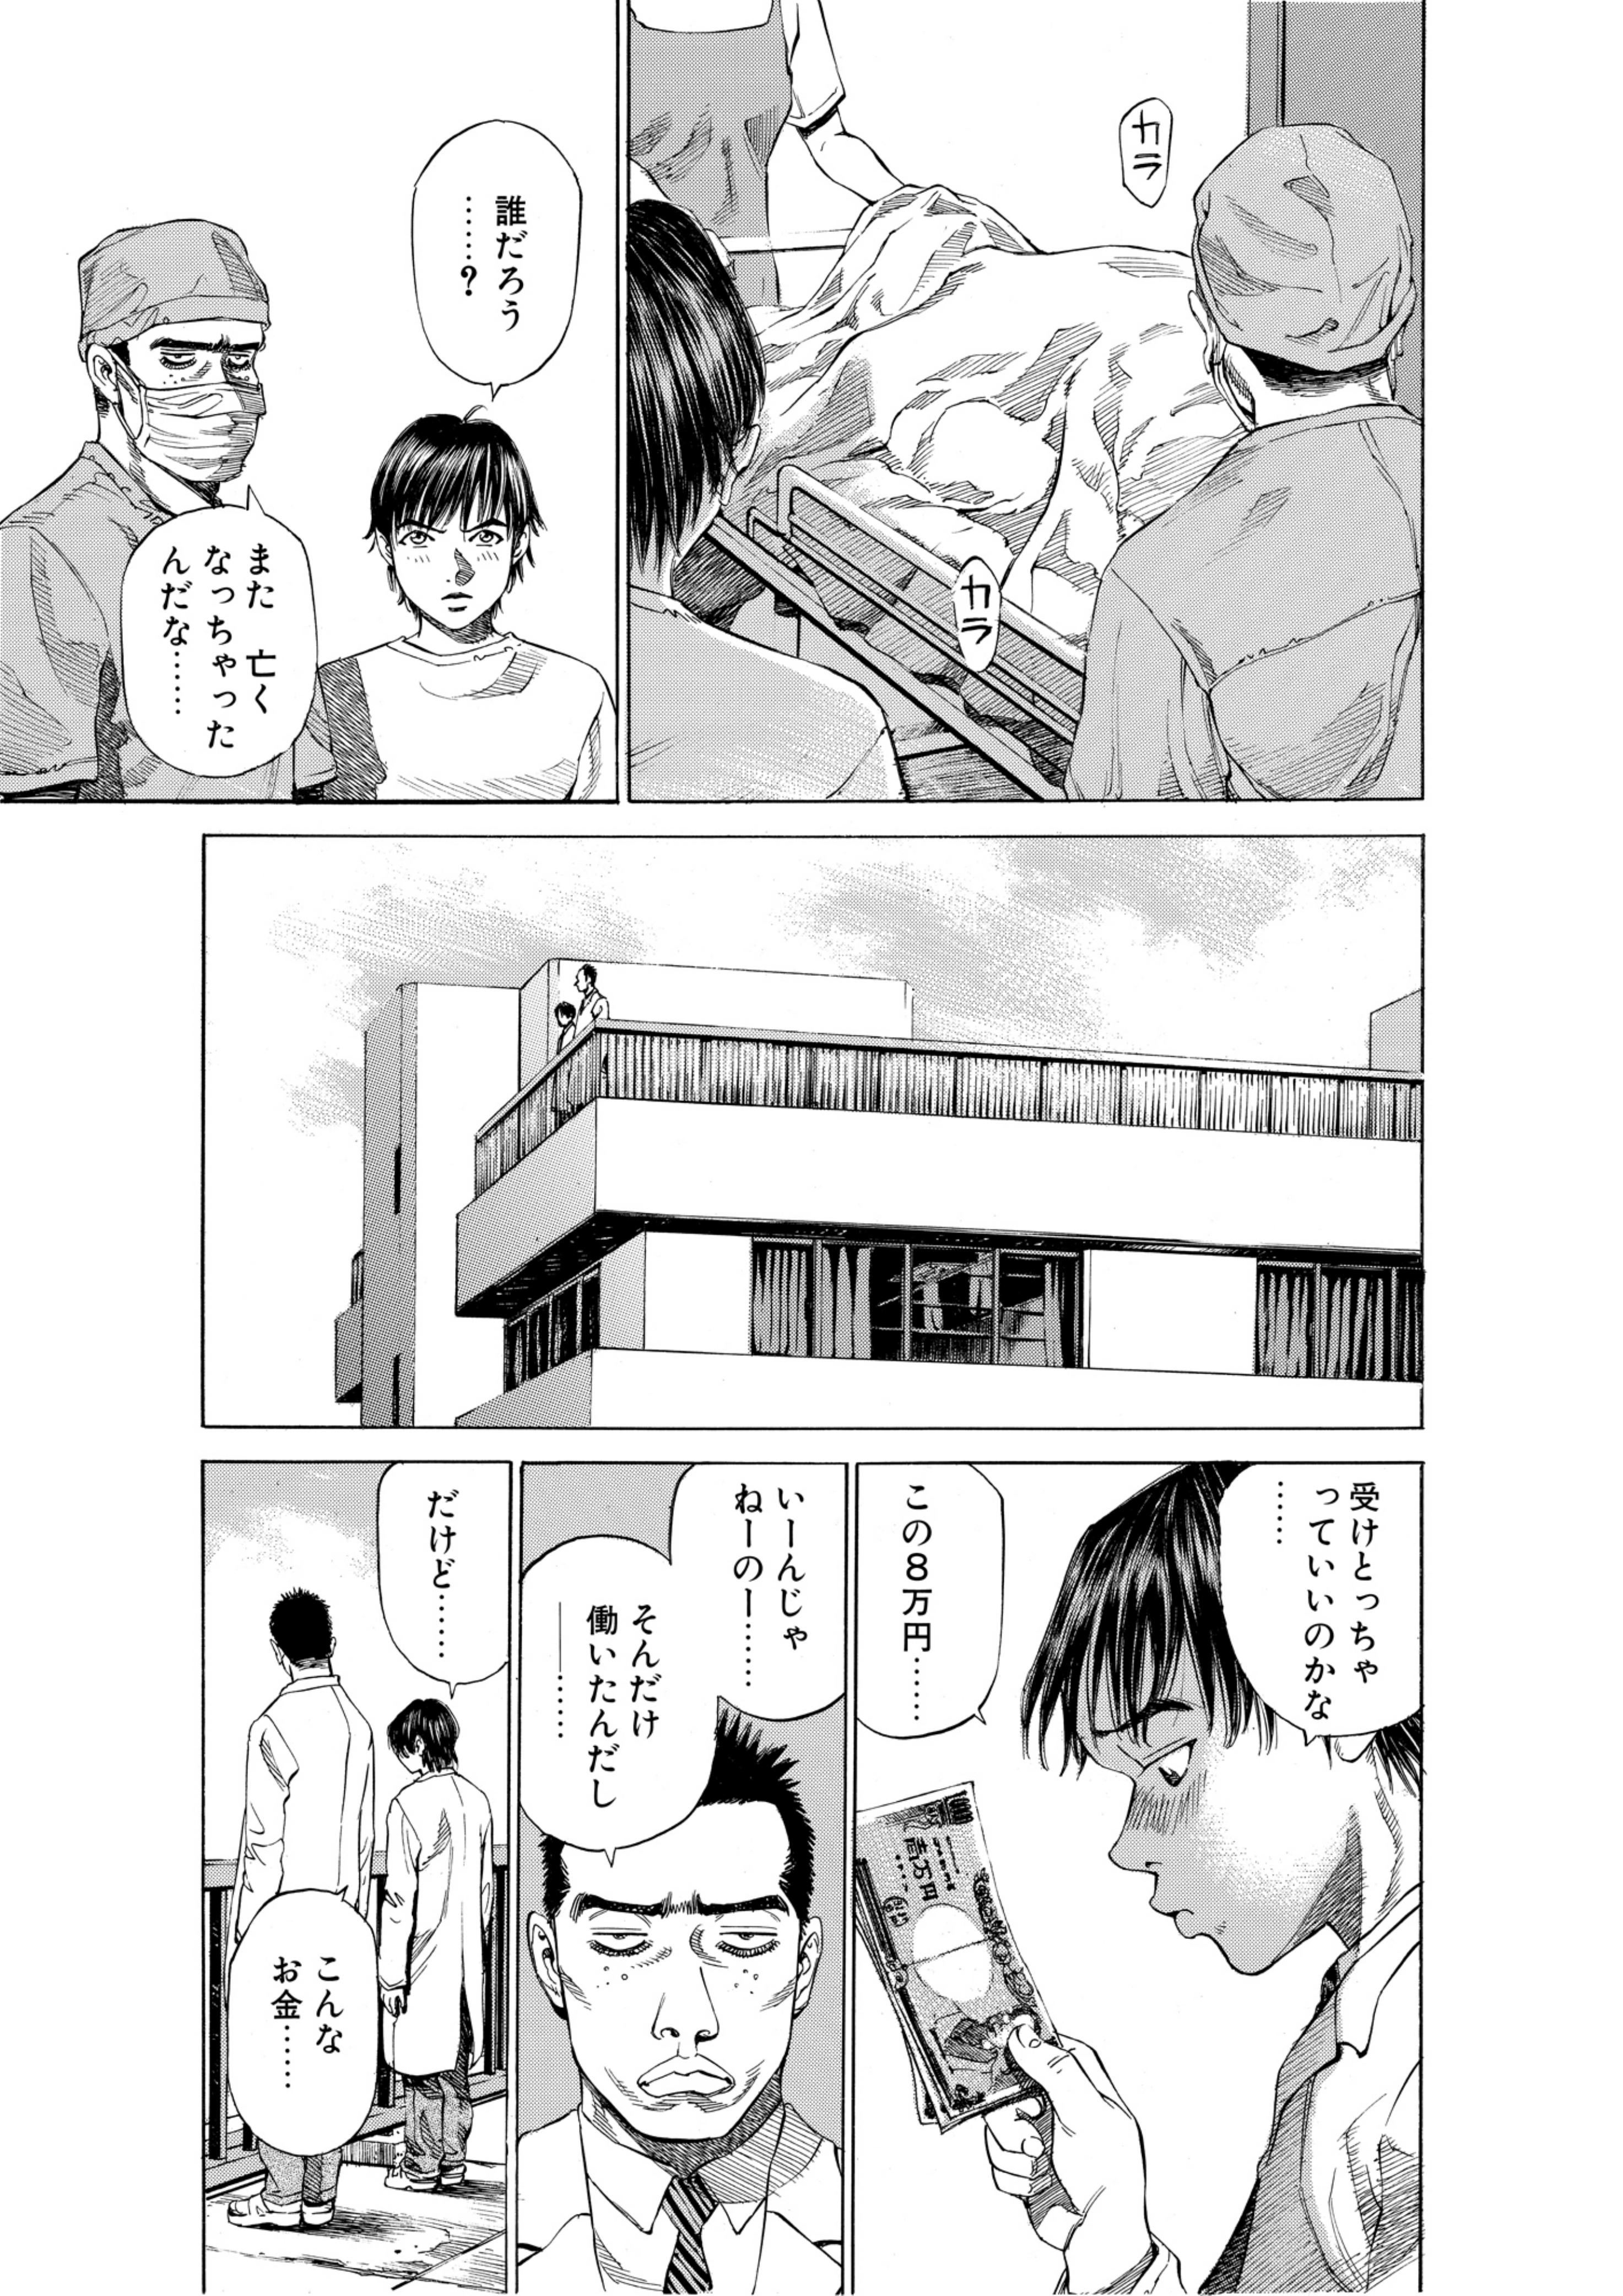 カラ
カラ
誰だろう
……？
また 亡く
なっちゃった
んだな……
受けとっちゃ
っていいのかな
……
この８万円……
壱万円
いーんじゃ
ねーのー……
そんだけ
働いたんだし
――……
だけど……
こんな
お金……